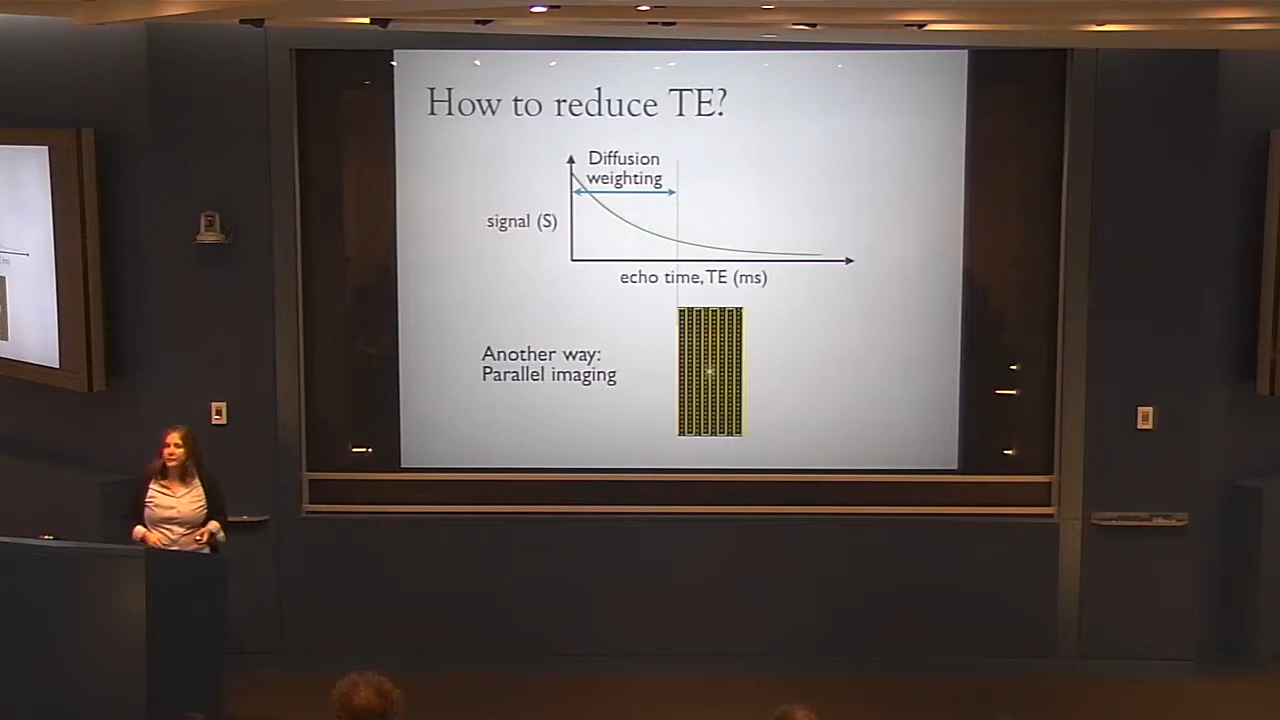 How to reduce TE?
Diffusion
weighting
signal (S)
echo time, TE (ms)
Another way:
Parallel imaging